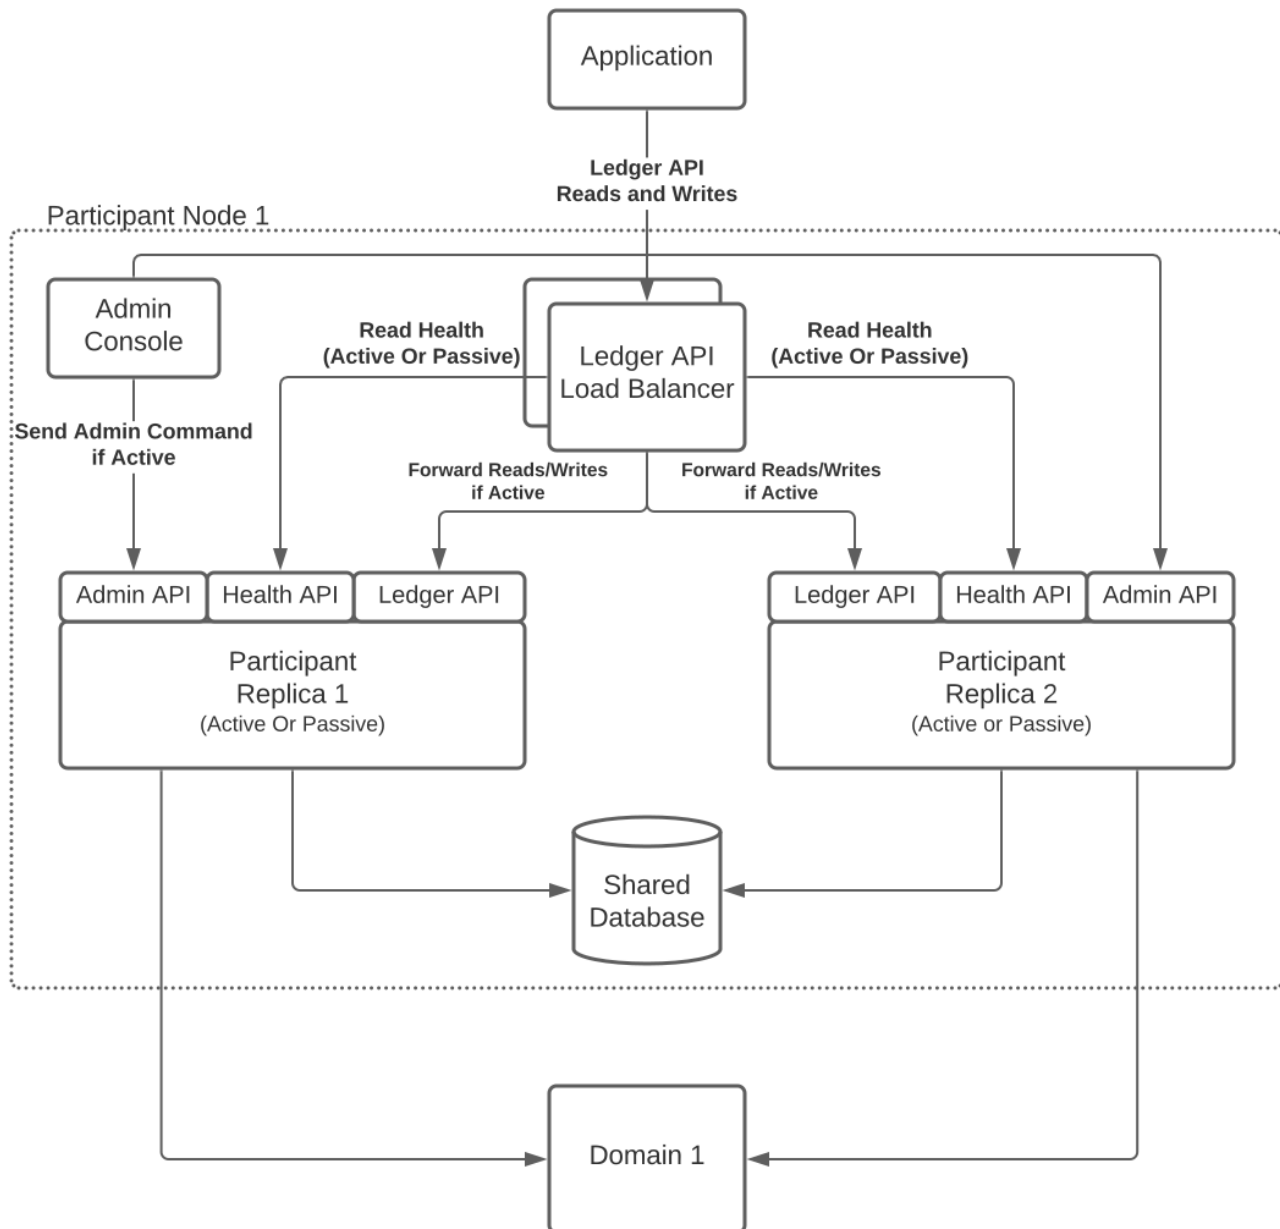 Application
Ledger API
Reads and Writes
Participant Node 1
Admin
Console
Read Health
(Active Or Passive)
Ledger API
Load Balancer
Read Health
(Active Or Passive)
Send Admin Command
if Active
Forward Reads/Writes
if Active
Forward Reads/Writes
if Active
Admin API
Health API
Ledger API
Ledger API
Health API
Admin API
Participant
Replica 1
(Active Or Passive)
Participant
Replica 2
(Active or Passive)
Shared
Database
Domain 1